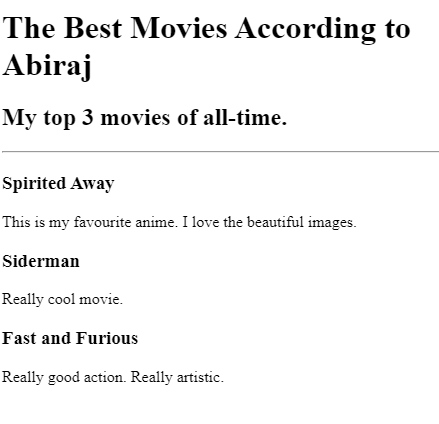 The Best Movies According to
Abiraj
My top 3 movies of all-time.
Spirited Away
This is my favourite anime. I love the beautiful images.
Siderman
Really cool movie.
Fast and Furious
Really good action. Really artistic.